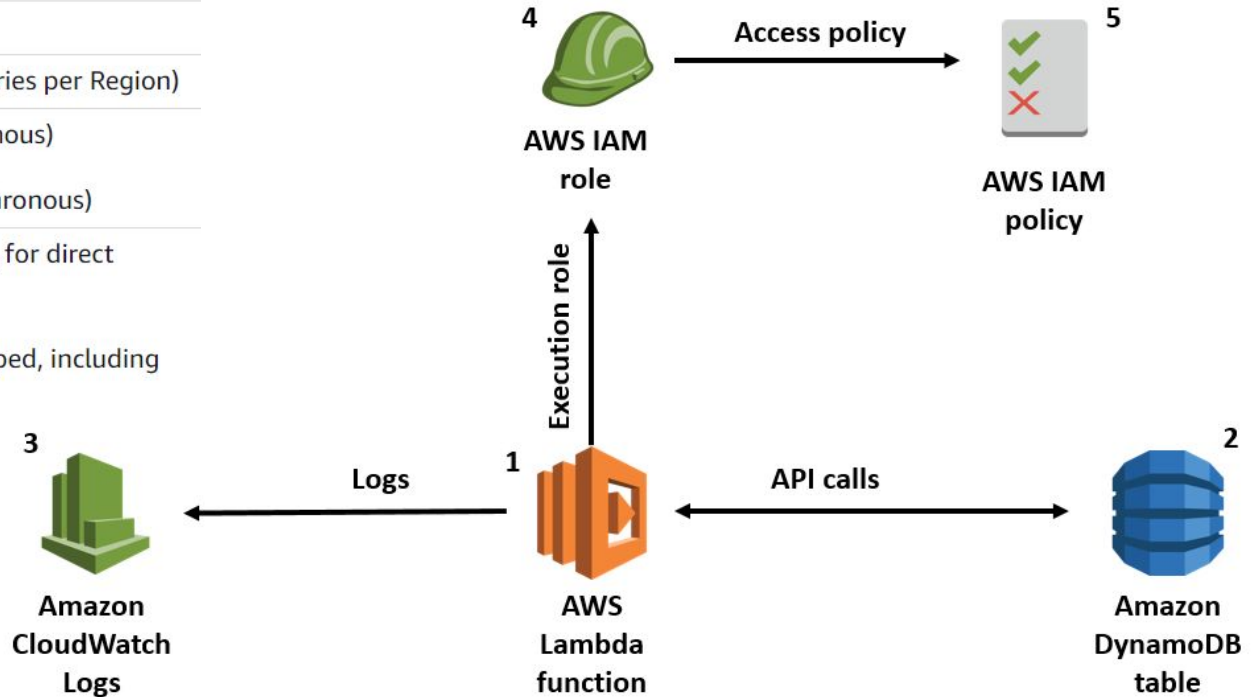 ries per Region)
nous)
ronous)
for direct
ped, including
4
AWS IAM
role
Access policy
5
AWS IAM
policy
Execution role
3
Amazon
CloudWatch
Logs
Logs
1
AWS
Lambda
function
API calls
2
Amazon
DynamoDB
table